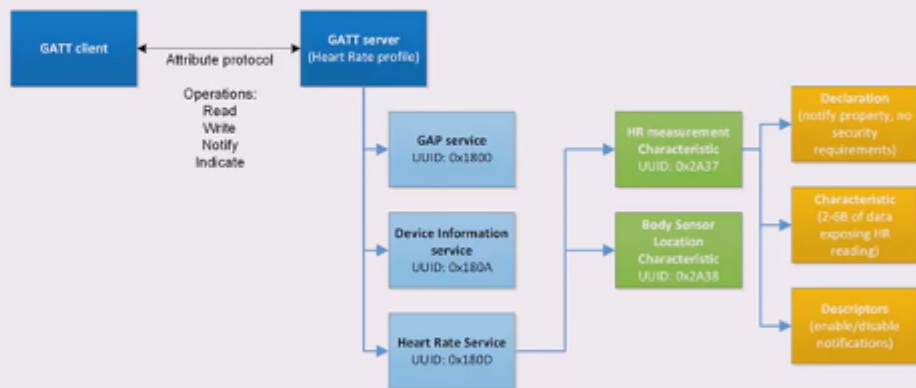 GATT client
Attribute protocol
Operations:
Read
Write
Notify
Indicate
GATT server
(Heart Rate profile)
GAP service
UUID: 0x1800
Device Information
service
UUID: 0x180A
Heart Rate Service
UUID: 0x180D
HR measurement
Characteristic
UUID: 0x2A37
Body Sensor
Location
Characteristic
UUID: 0x2A38
Declaration
(notify property, no
security
requirements)
Characteristic
(2-6B of data
exposing HR
reading)
Descriptors
(enable/disable
notifications)